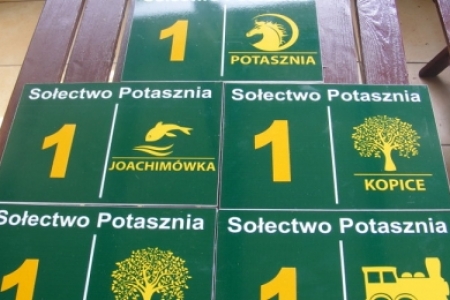 1
POTASZNIA
Sołectwo Potasznia
1
JOACHIMÓWKA
Sołectwo Potasznia
1
KOPICE
Sołectwo Potasznia
1
Sołectwo Potasznia
1